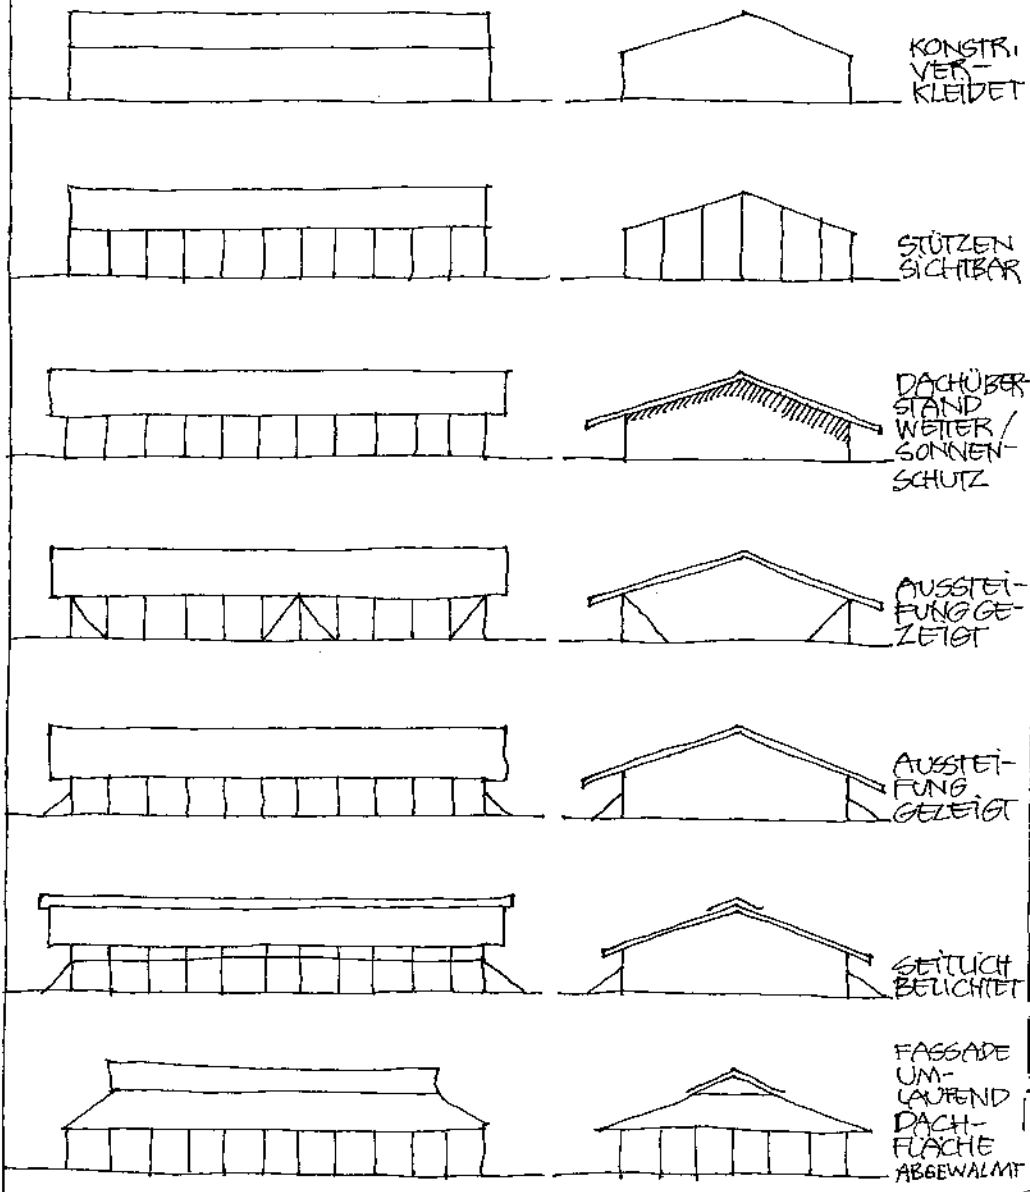 KONSTR.
VER-
KLEIDET
STÜTZEN
SICHTBAR
DACHÜBER-
STAND
WETTER /
SONNEN-
SCHUTZ
AUSSTEI-
FUNG GE-
ZEIGT
AUSSTEI-
FUNG
GEZEIGT
SEITLICH
BELICHTET
FASSADE
UM-
LAUFEND
DACH-
FLÄCHE
ABGEWALMT